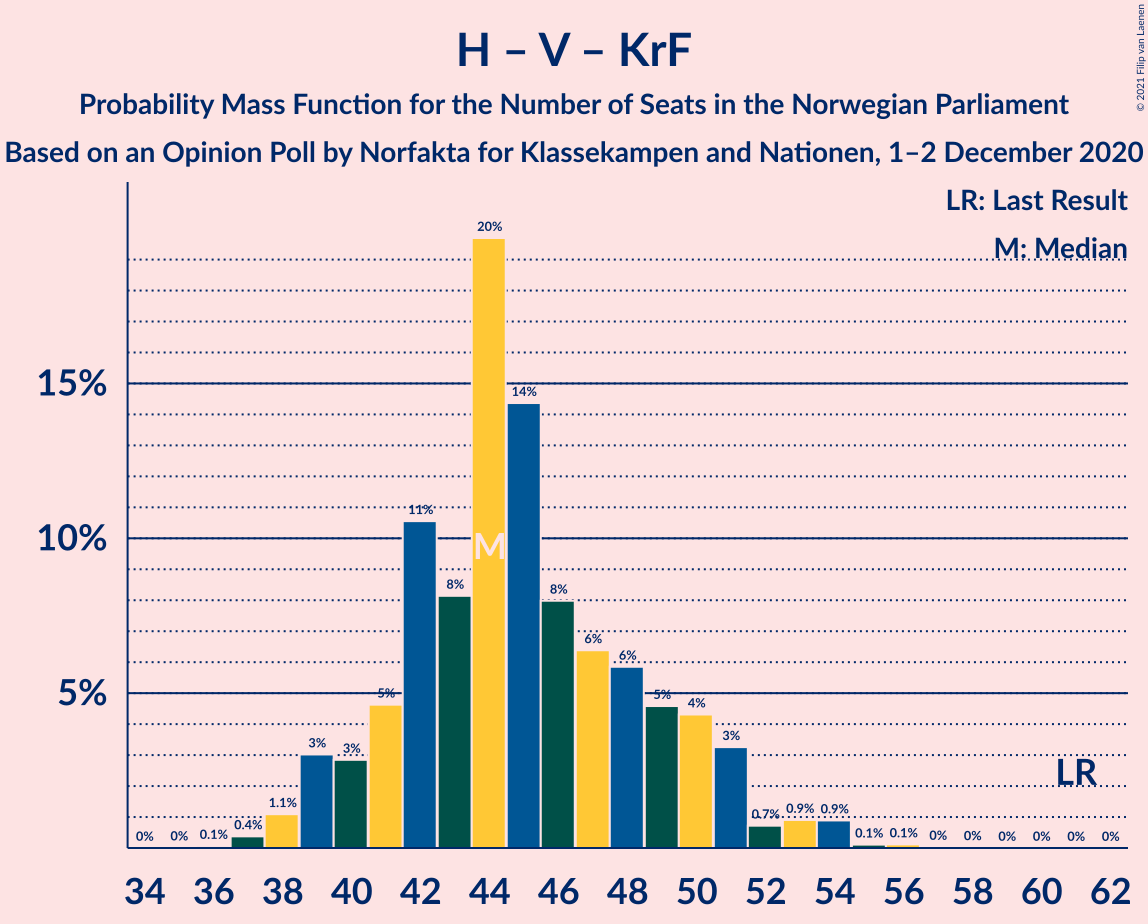 © 2021 Filip van Laenen
H – V – KrF
Probability Mass Function for the Number of Seats in the Norwegian Parliament
Based on an Opinion Poll by Norfakta for Klassekampen and Nationen, 1–2 December 2020
LR: Last Result
M: Median
15%
10%
5%
0% 0% 0.1% 0.4% 1.1% 3% 3% 5% 11% 8% 20% 14% 8% 6% 6% 5% 4% 3% 0.7% 0.9% 0.9% 0.1% 0.1% 0% 0% 0% 0% 0% 0%
M
LR
34 36 38 40 42 44 46 48 50 52 54 56 58 60 62